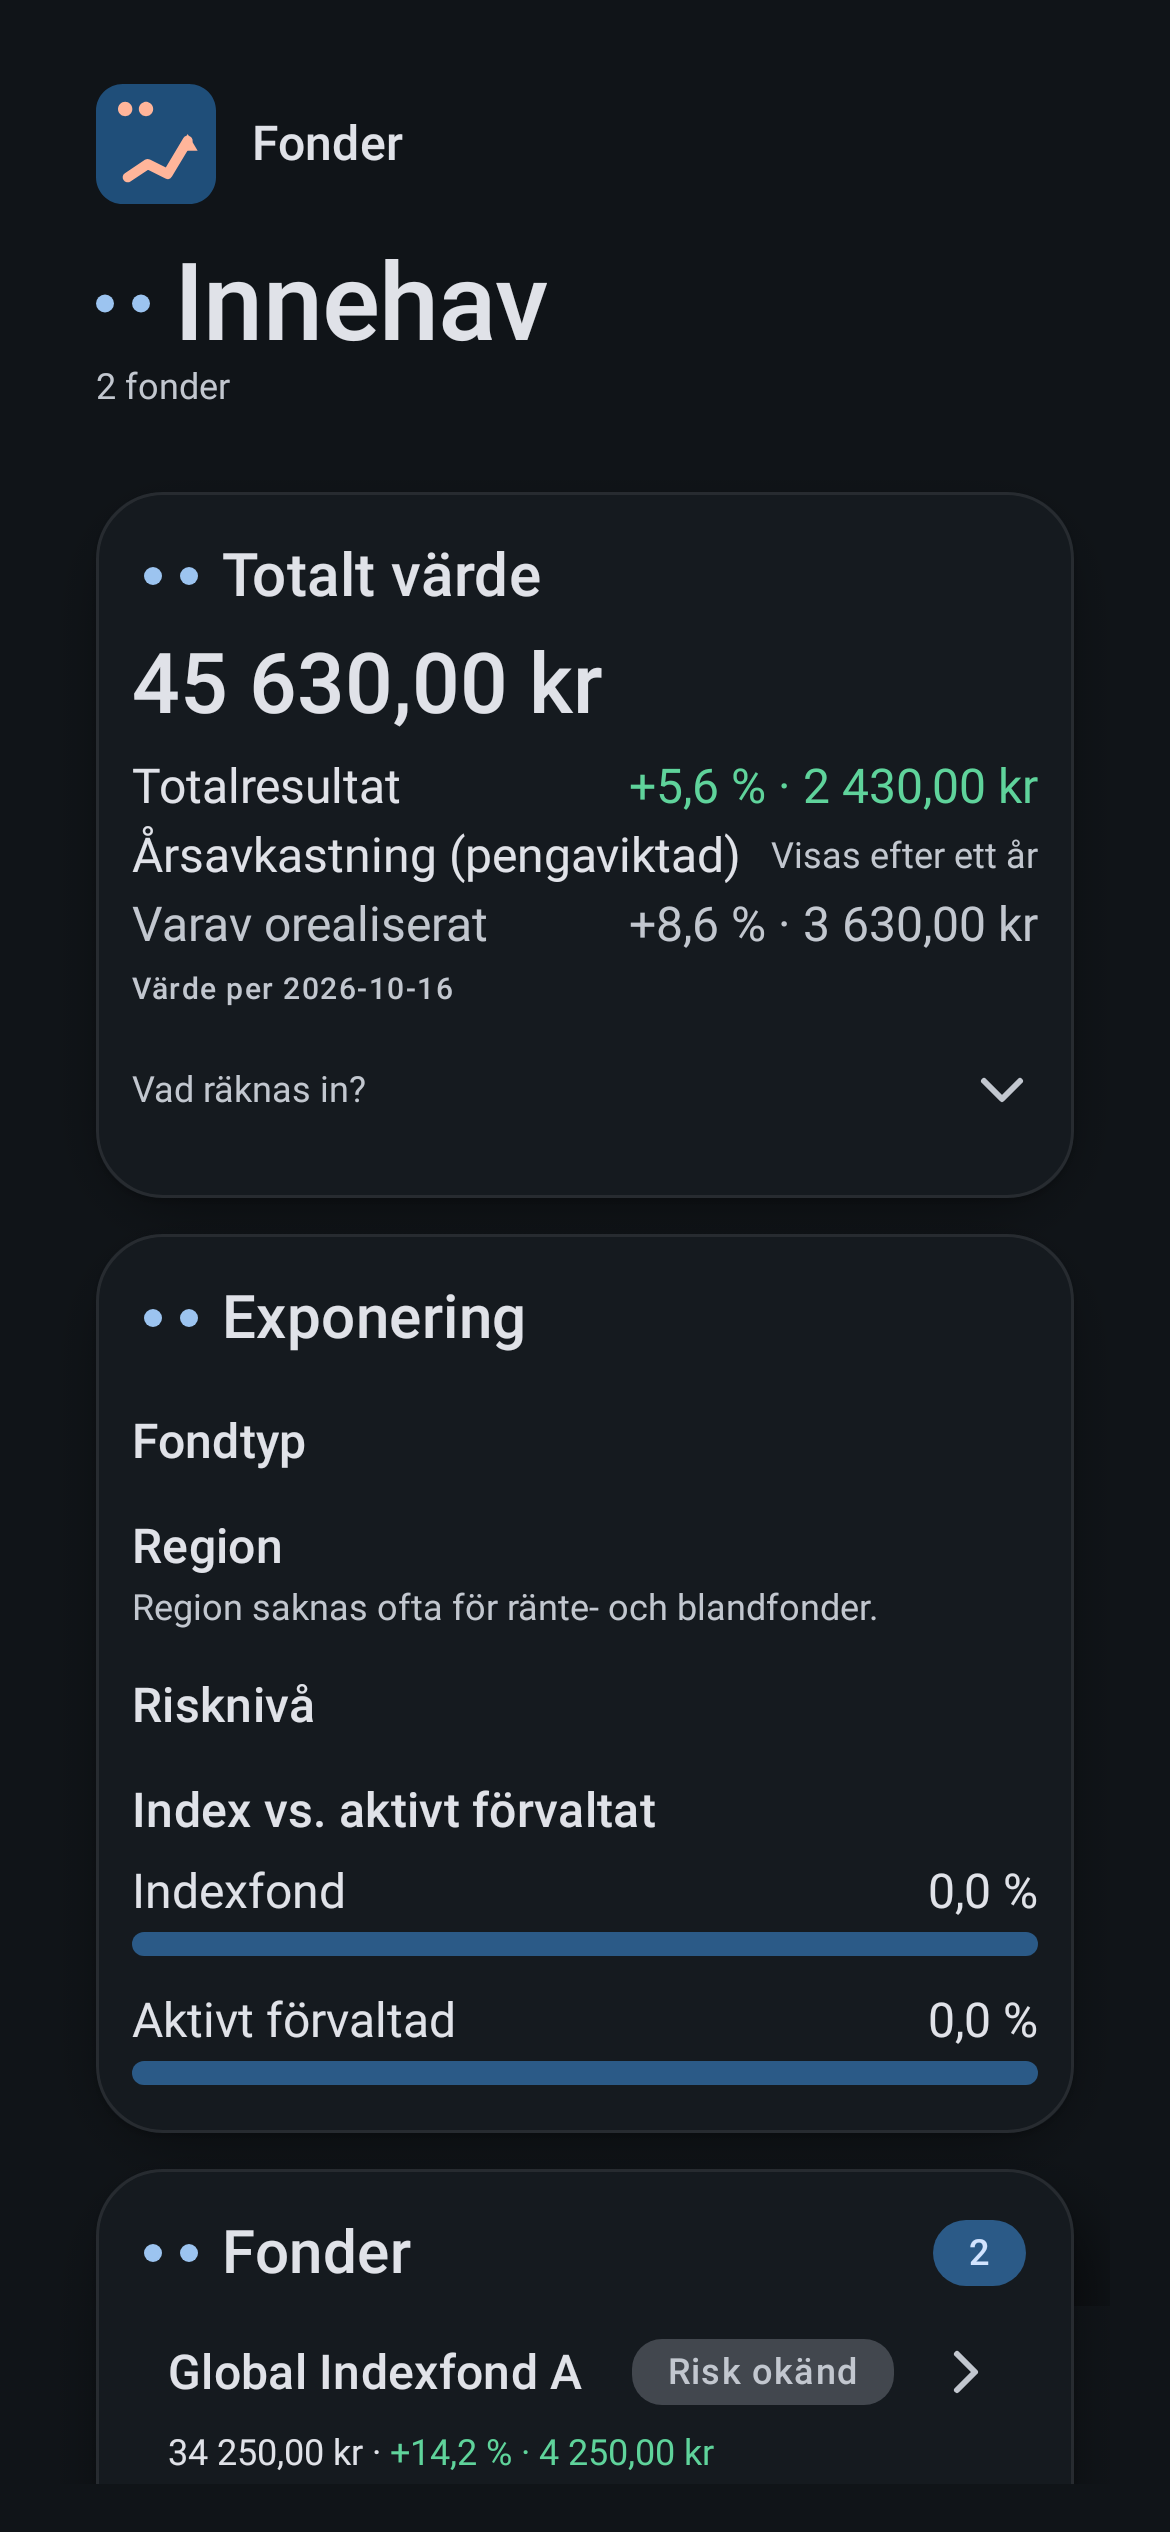 Fonder
Innehav
2 fonder
Totalt värde
45 630,00 kr
Totalresultat +5,6 % · 2 430,00 kr
Årsavkastning (pengaviktad) Visas efter ett år
Varav orealiserat +8,6 % · 3 630,00 kr
Värde per 2026-10-16
Vad räknas in?
Exponering
Fondtyp
Region
Region saknas ofta för ränte- och blandfonder.
Risknivå
Index vs. aktivt förvaltat
Indexfond 0,0 %
Aktivt förvaltad 0,0 %
Fonder 2
Global Indexfond A Risk okänd
34 250,00 kr · +14,2 % · 4 250,00 kr